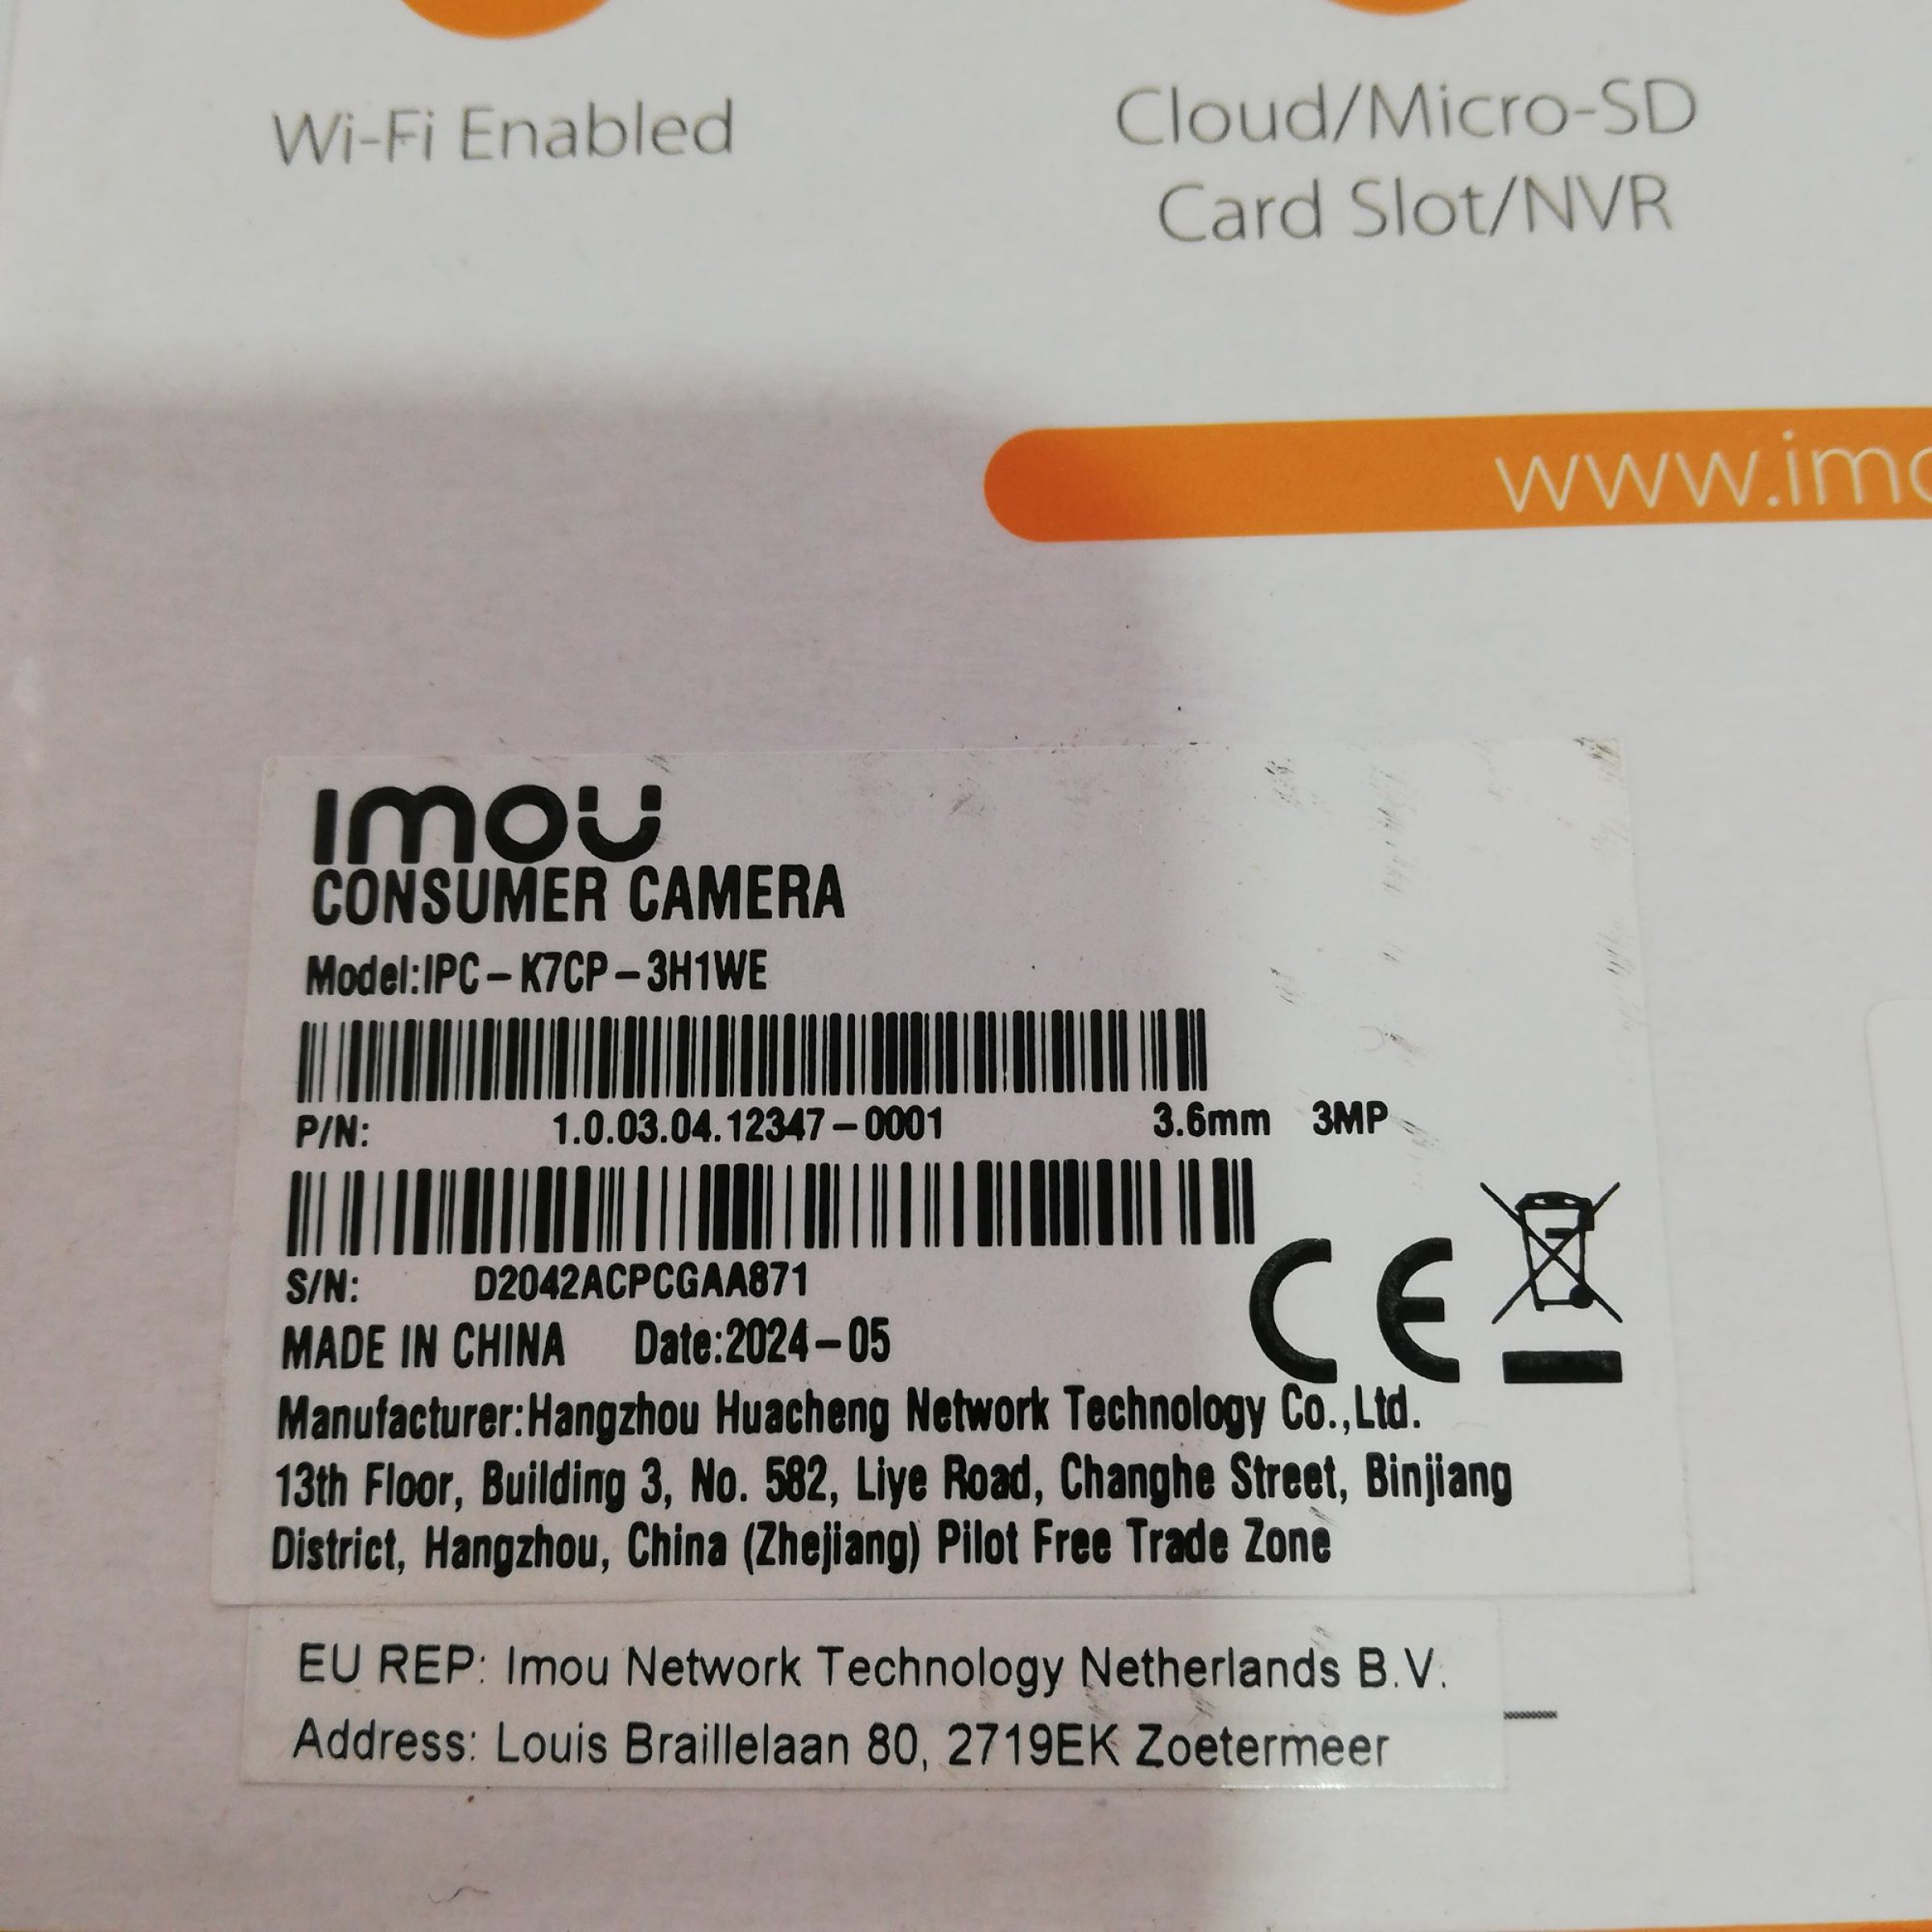 Wi-Fi Enabled
Cloud/Micro-SD
Card Slot/NVR
www.imo
imou
CONSUMER CAMERA
Model:IPC-K7CP-3H1WE
P/N: 1.0.03.04.12347-0001 3.6mm 3MP
S/N: D2042ACPCGAA871
MADE IN CHINA Date:2024-05
CE
Manufacturer:Hangzhou Huacheng Network Technology Co.,Ltd.
13th Floor, Building 3, No. 582, Liye Road, Changhe Street, Binjiang
District, Hangzhou, China (Zhejiang) Pilot Free Trade Zone
EU REP: Imou Network Technology Netherlands B.V.
Address: Louis Braillelaan 80, 2719EK Zoetermeer